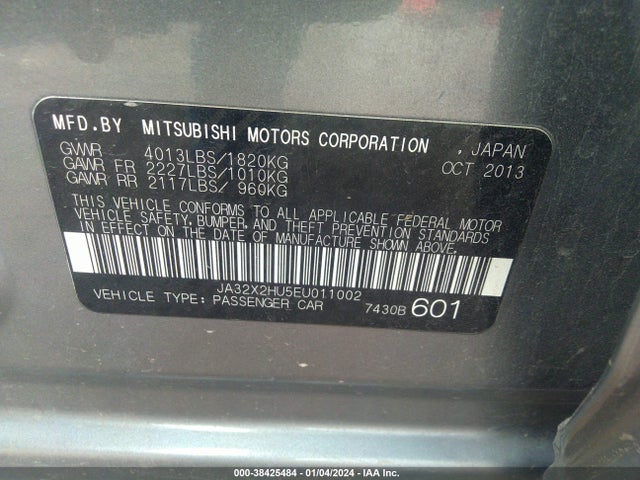 MFD.BY MITSUBISHI MOTORS CORPORATION , JAPAN
GVWR 4013LBS/1820KG OCT 2013
GAWR FR 2227LBS/1010KG
GAWR RR 2117LBS/ 960KG
THIS VEHICLE CONFORMS TO ALL APPLICABLE FEDERAL MOTOR
VEHICLE SAFETY, BUMPER, AND THEFT PREVENTION STANDARDS
IN EFFECT ON THE DATE OF MANUFACTURE SHOWN ABOVE.
JA32X2HU5EU011002
VEHICLE TYPE: PASSENGER CAR 7430B 601
000-38425484 - 01/04/2024 - IAA Inc.